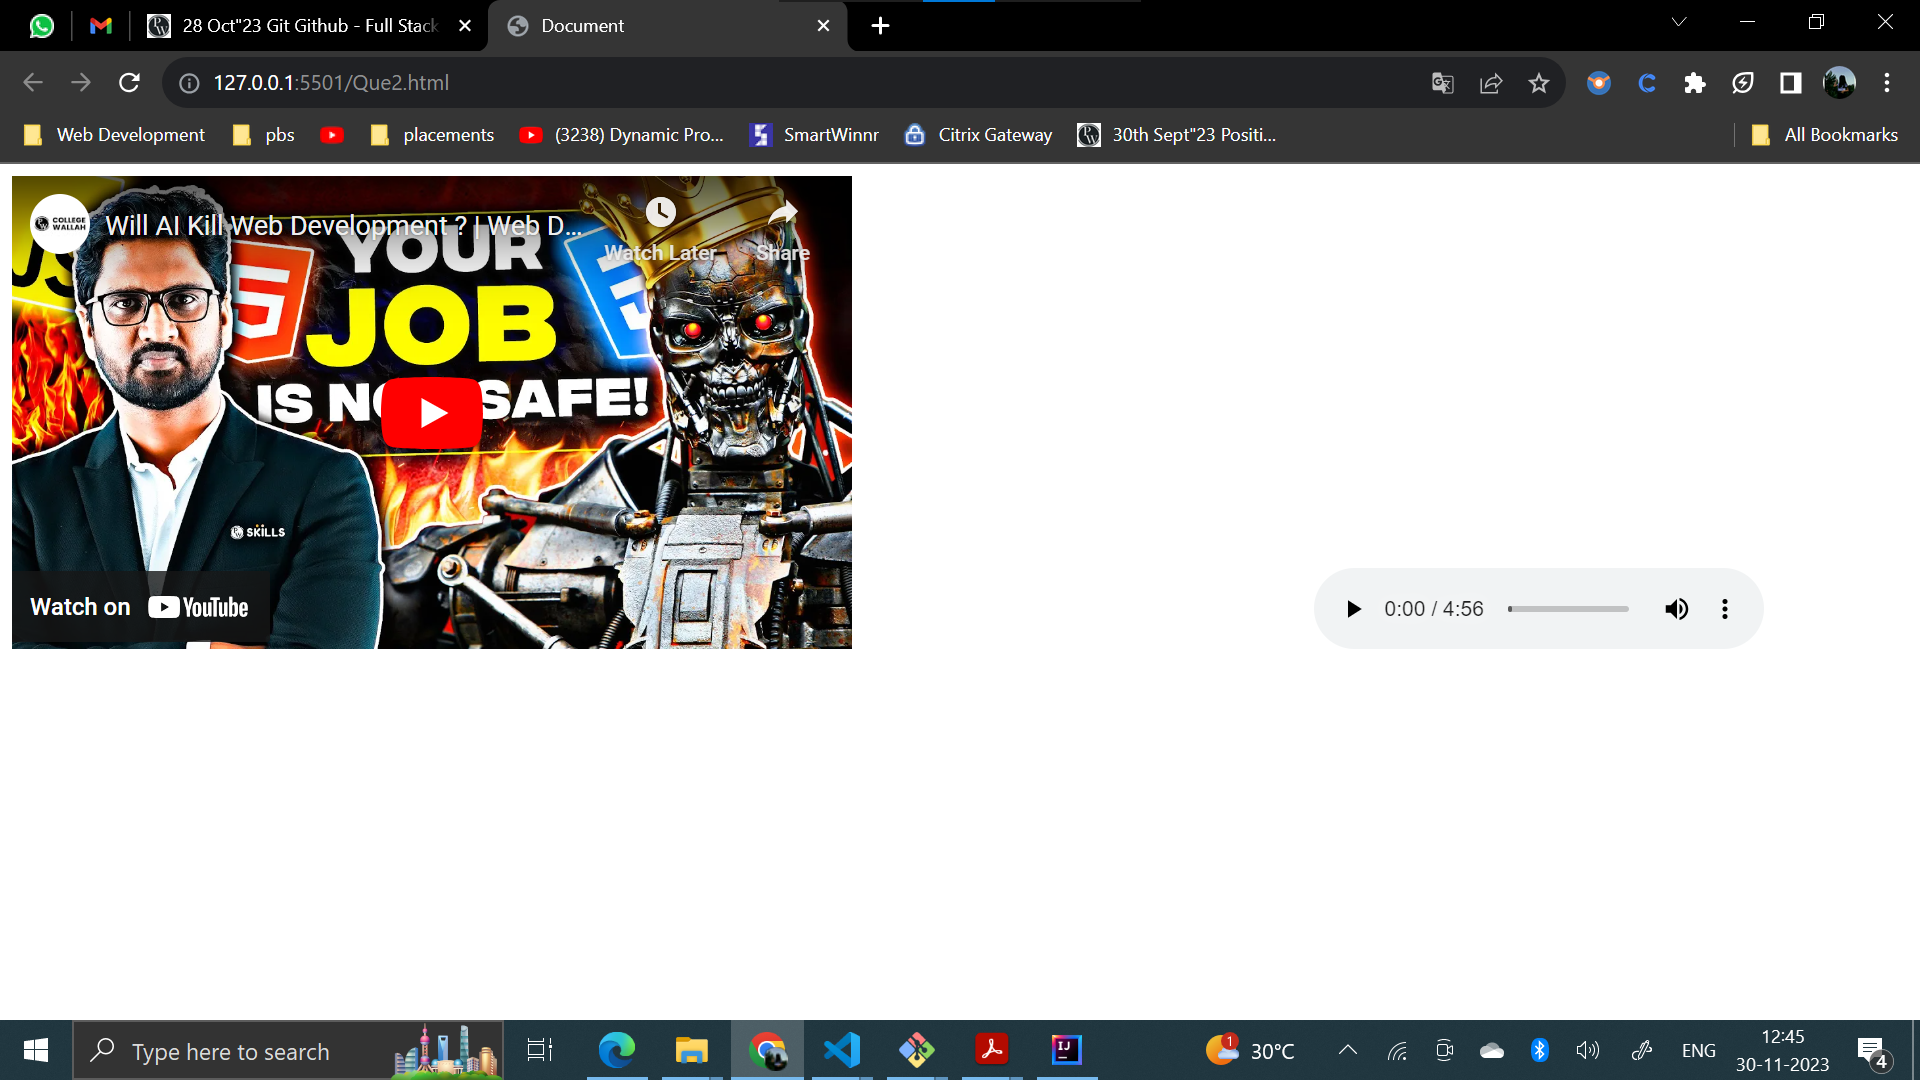 28 Oct"23 Git Github - Full Stack
Document
127.0.0.1:5501/Que2.html
Web Development
pbs
placements
(3238) Dynamic Pro...
SmartWinnr
Citrix Gateway
30th Sept"23 Positi...
All Bookmarks
COLLEGE
WALLAH
Will AI Kill Web Development ? | Web D...
Watch Later
Share
YOUR
JOB
IS NO SAFE!
SKILLS
Watch on YouTube
0:00 / 4:56
Type here to search
1
30°C
ENG
12:45
30-11-2023
4